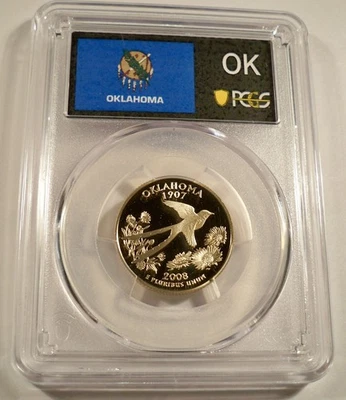 OKLAHOMA
OK
PCGS
OKLAHOMA
1907
2008
E PLURIBUS UNUM